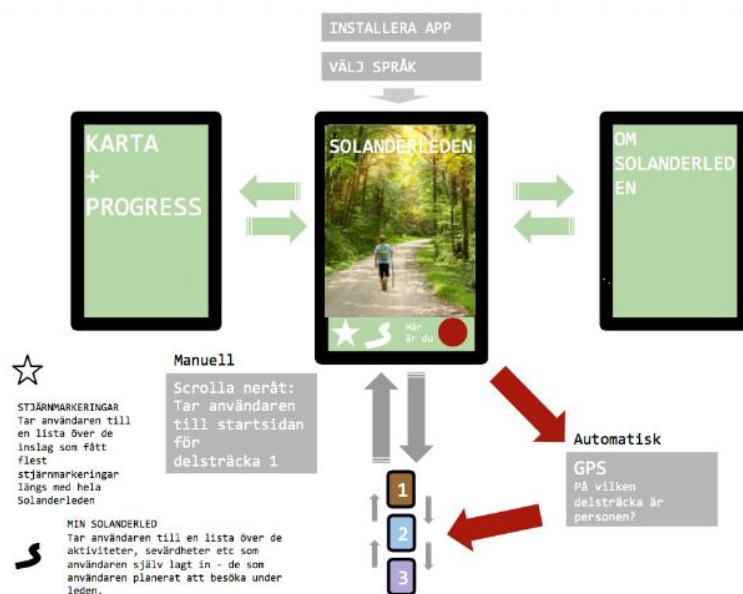 INSTALLERA APP
VÄLJ SPRÅK
KARTA
+
PROGRESS
SOLANDERLEDEN
OM
SOLANDERLED
EN
Här
är du
Manuell
Scrolla neråt:
Tar användaren
till startsidan
för
delsträcka 1
STJÄRNMARKERINGAR
Tar användaren till
en lista över de
inslag som fått
flest
stjärnmarkeringar
längs med hela
Solanderleden
Automatisk
GPS
På vilken
delsträcka är
personen?
1
2
3
MIN SOLANDERLED
Tar användaren till en lista över de
aktiviteter, sevärdheter etc som
användaren själv lagt in - de som
användaren planerat att besöka under
leden.